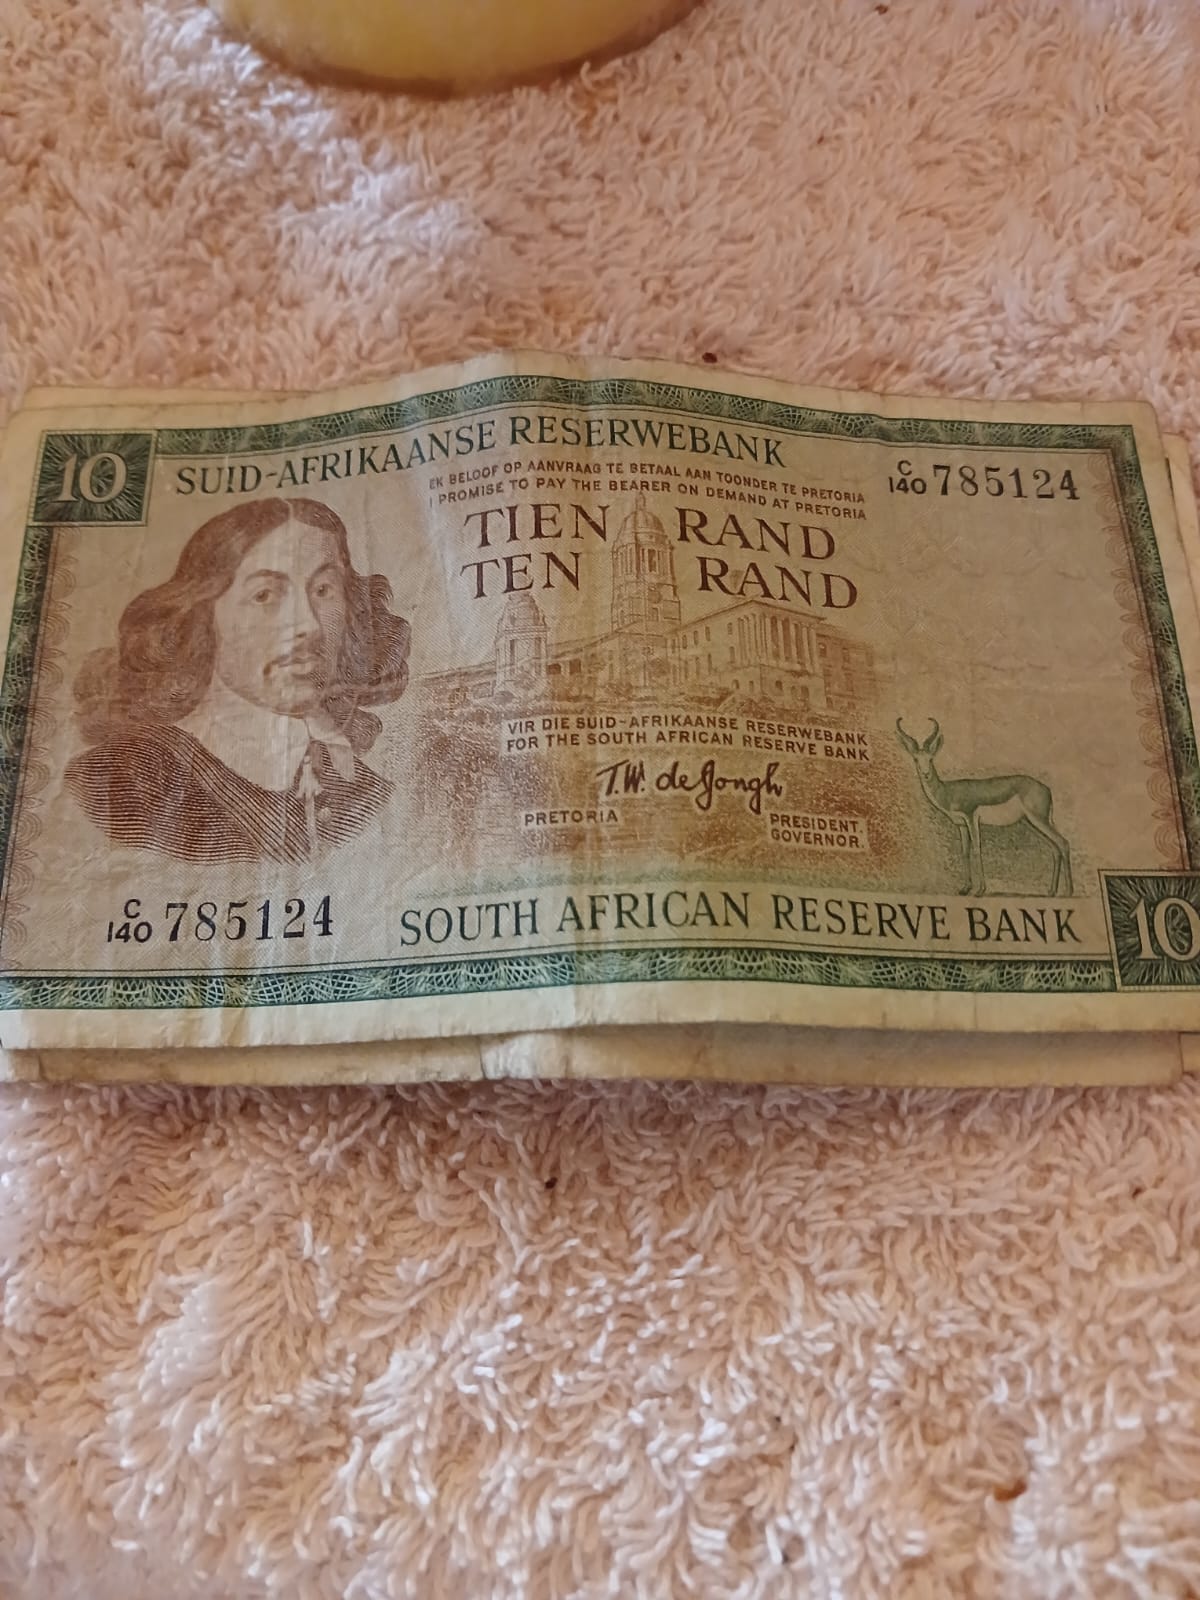 10
SUID-AFRIKAANSE RESERWEBANK
C/140 785124
EK BELOOF OP AANVRAAG TE BETAAL AAN TOONDER TE PRETORIA
I PROMISE TO PAY THE BEARER ON DEMAND AT PRETORIA
TIEN RAND
TEN RAND
VIR DIE SUID-AFRIKAANSE RESERWEBANK
FOR THE SOUTH AFRICAN RESERVE BANK
T.W. de Jongh
PRETORIA
PRESIDENT.
GOVERNOR.
C/140 785124
SOUTH AFRICAN RESERVE BANK
10